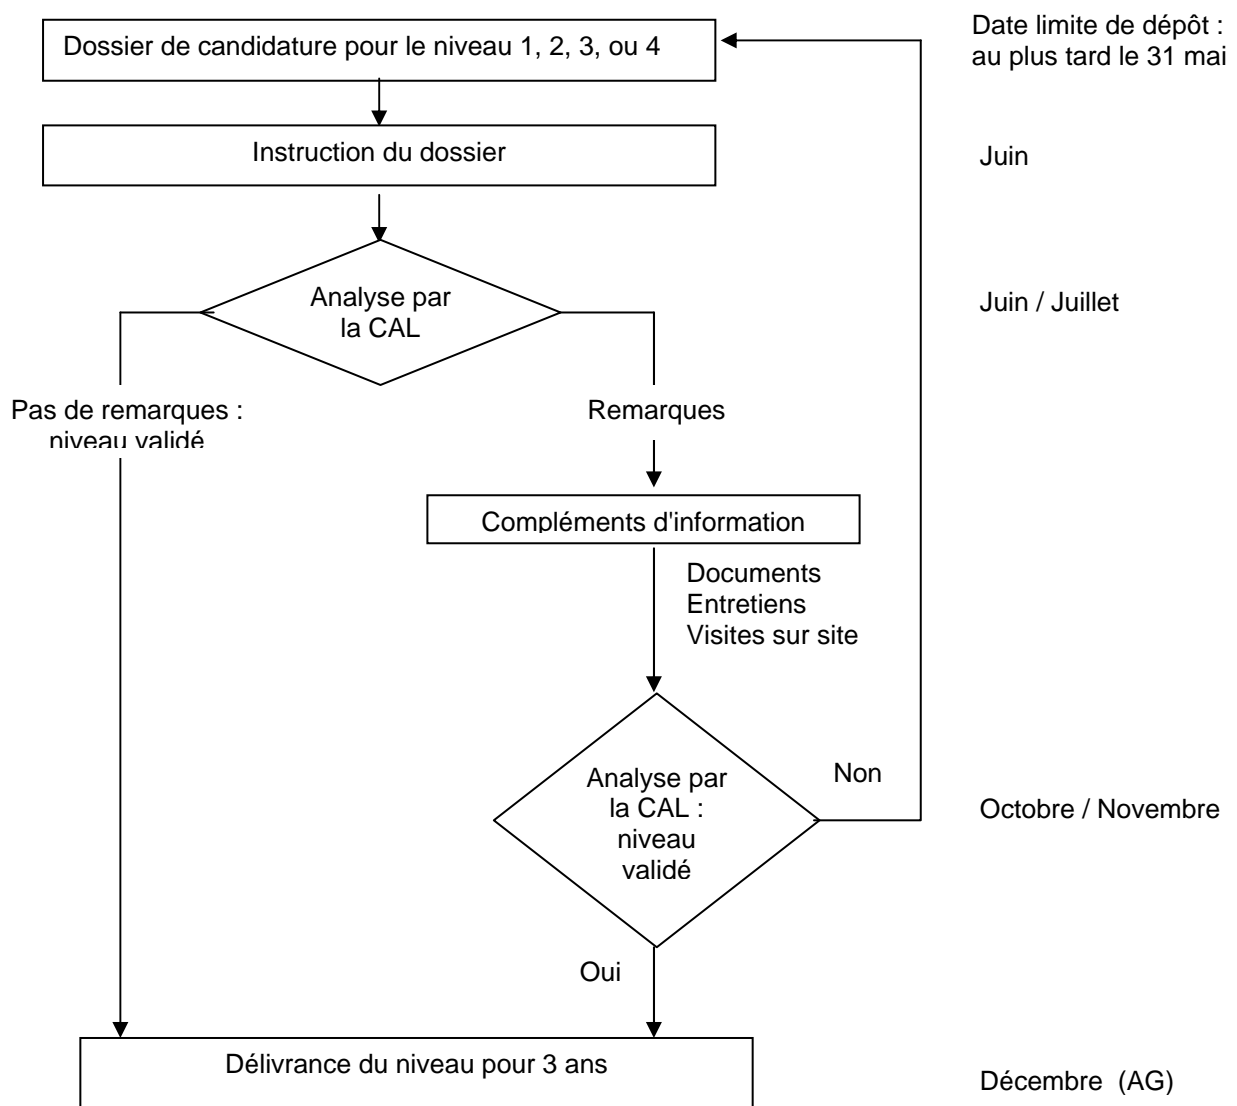 Dossier de candidature pour le niveau 1, 2, 3, ou 4
Date limite de dépôt :
au plus tard le 31 mai
Instruction du dossier
Juin
Analyse par
la CAL
Juin / Juillet
Pas de remarques :
niveau validé
Remarques
Compléments d'information
Documents
Entretiens
Visites sur site
Analyse par
la CAL :
niveau
validé
Non
Octobre / Novembre
Oui
Délivrance du niveau pour 3 ans
Décembre (AG)